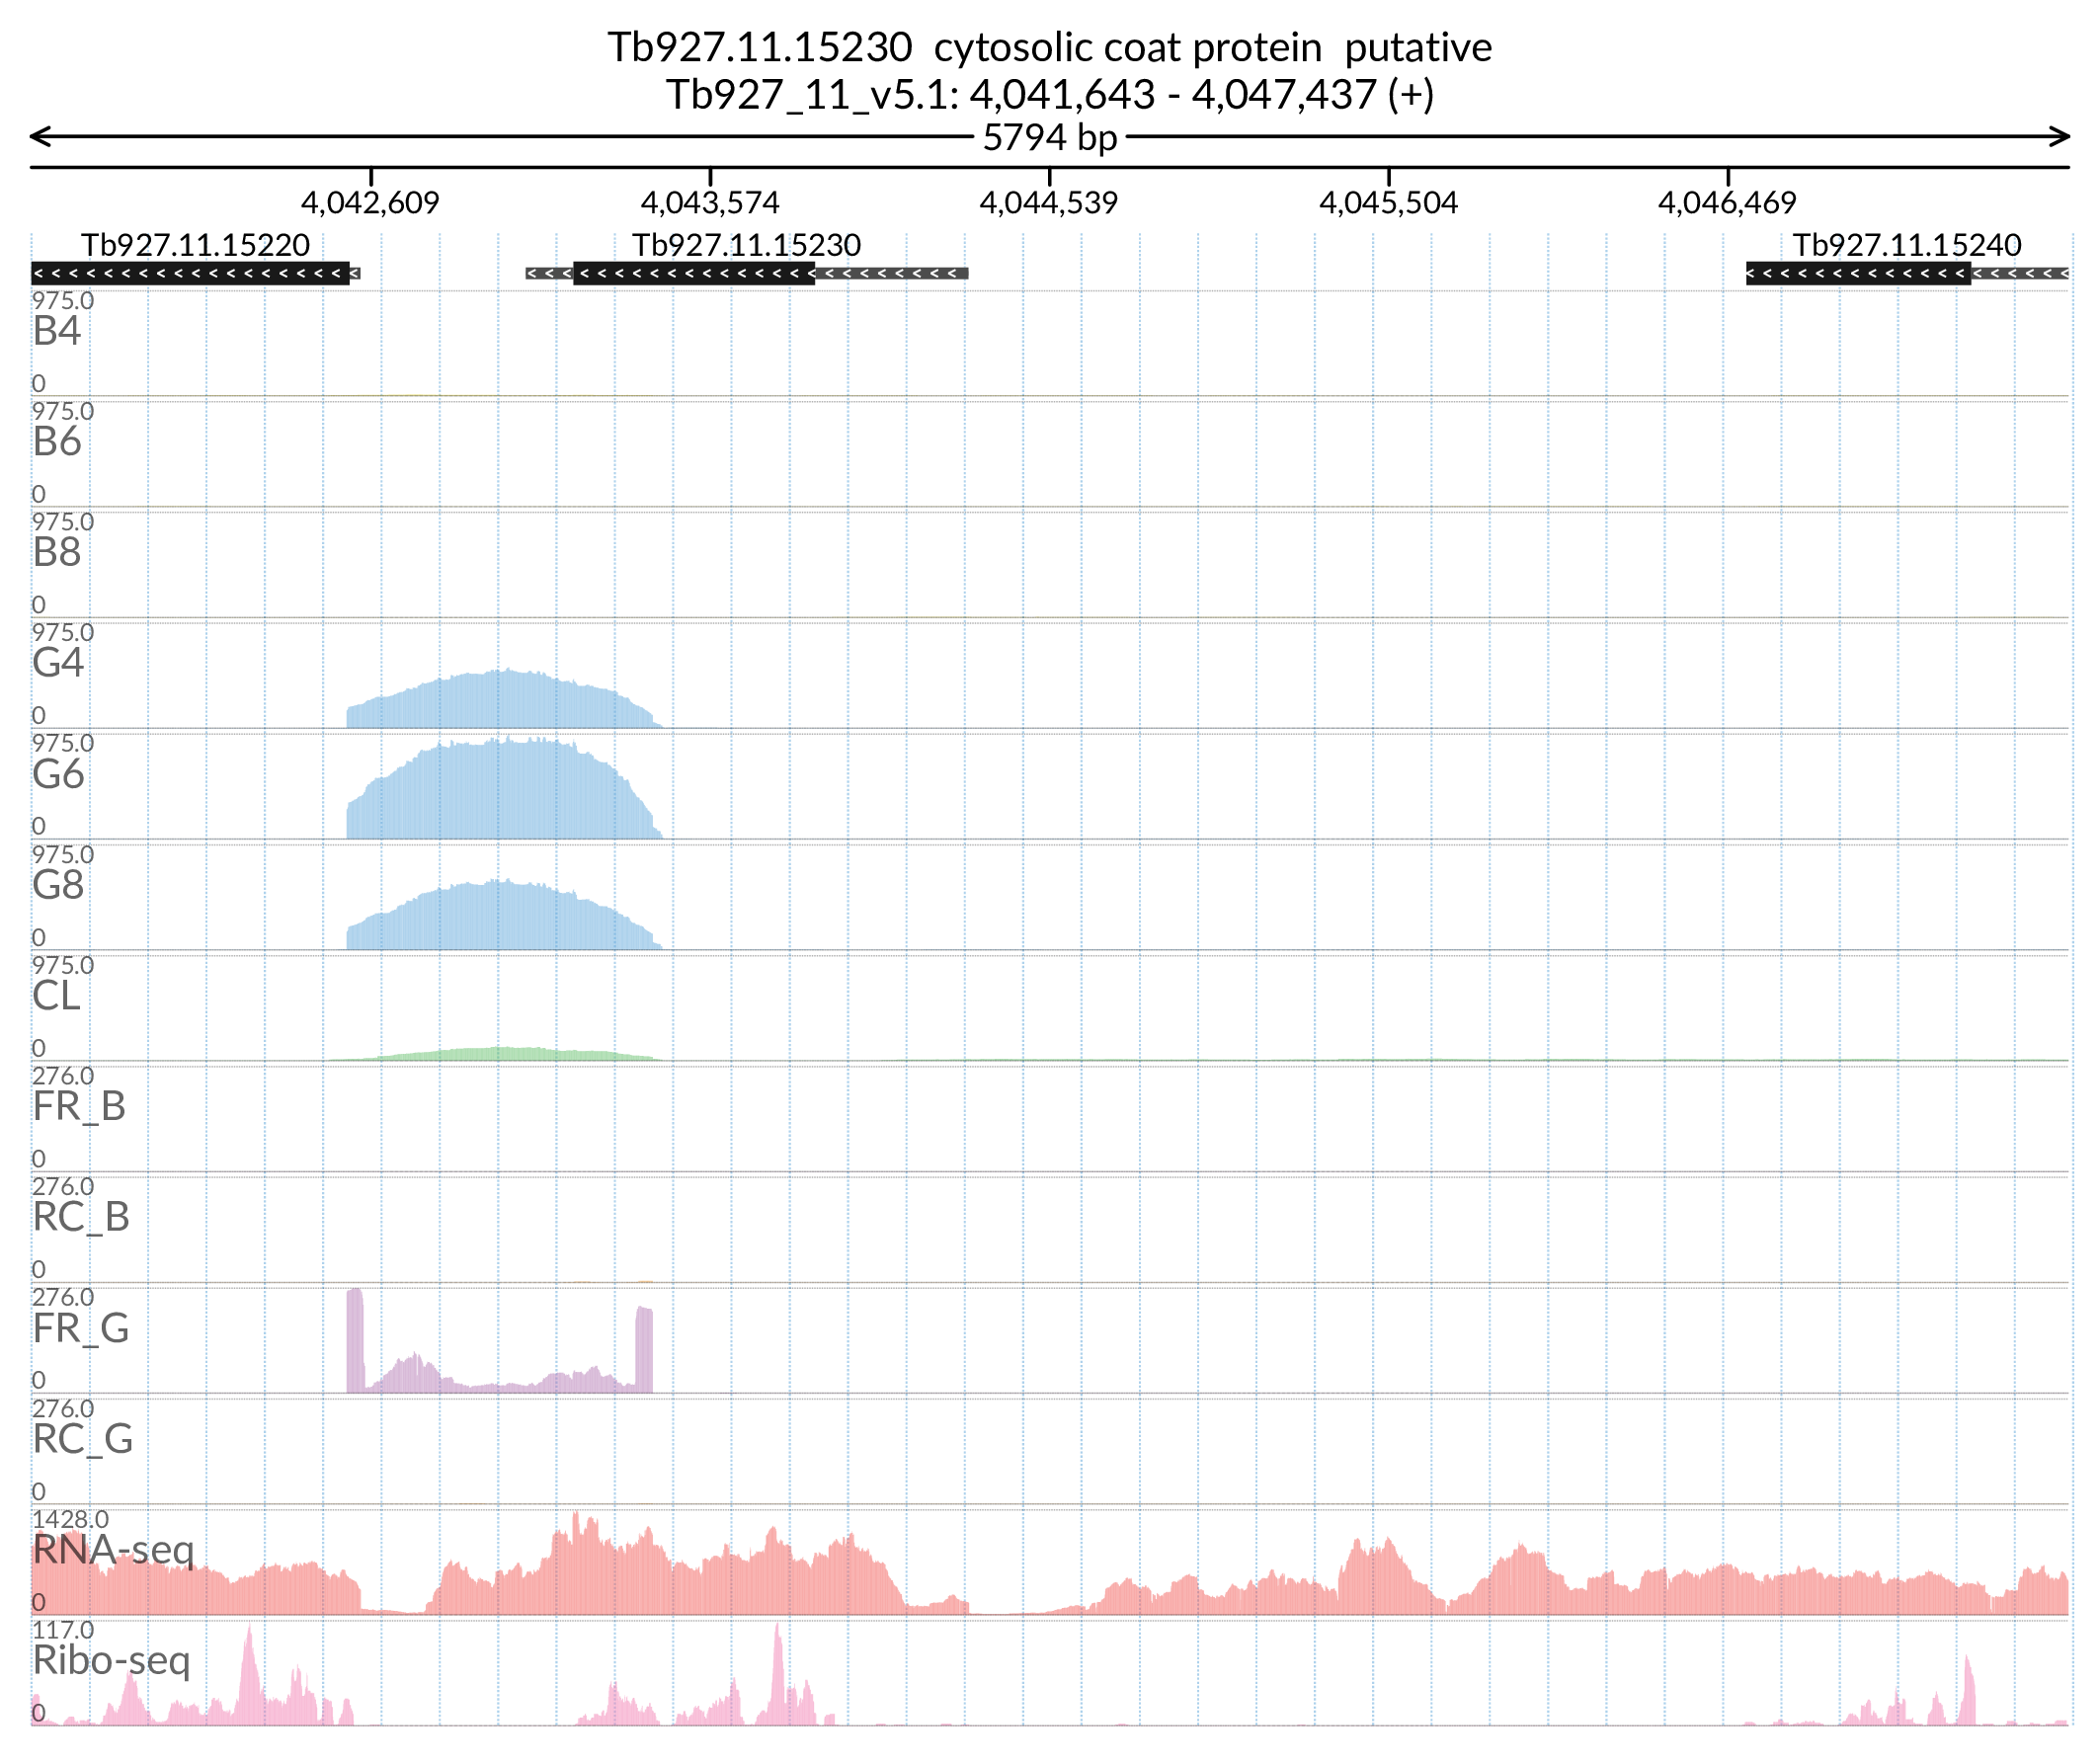 Tb927.11.15230 cytosolic coat protein putative
Tb927_11_v5.1: 4,041,643 - 4,047,437 (+)
5794 bp
4,042,609 4,043,574 4,044,539 4,045,504 4,046,469
Tb927.11.15220 Tb927.11.15230 Tb927.11.15240
975.0
B4
0
975.0
B6
0
975.0
B8
0
975.0
G4
0
975.0
G6
0
975.0
G8
0
975.0
CL
0
276.0
FR_B
0
276.0
RC_B
0
276.0
FR_G
0
276.0
RC_G
0
1428.0
RNA-seq
0
117.0
Ribo-seq
0